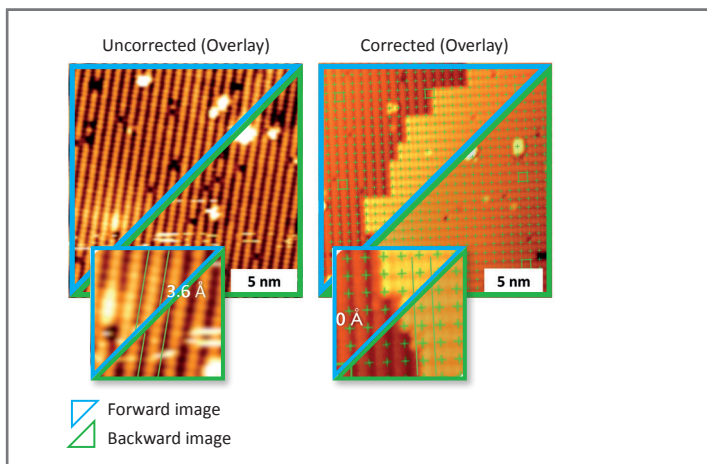 Uncorrected (Overlay)
Corrected (Overlay)
5 nm
5 nm
3.6 Å
0 Å
Forward image
Backward image